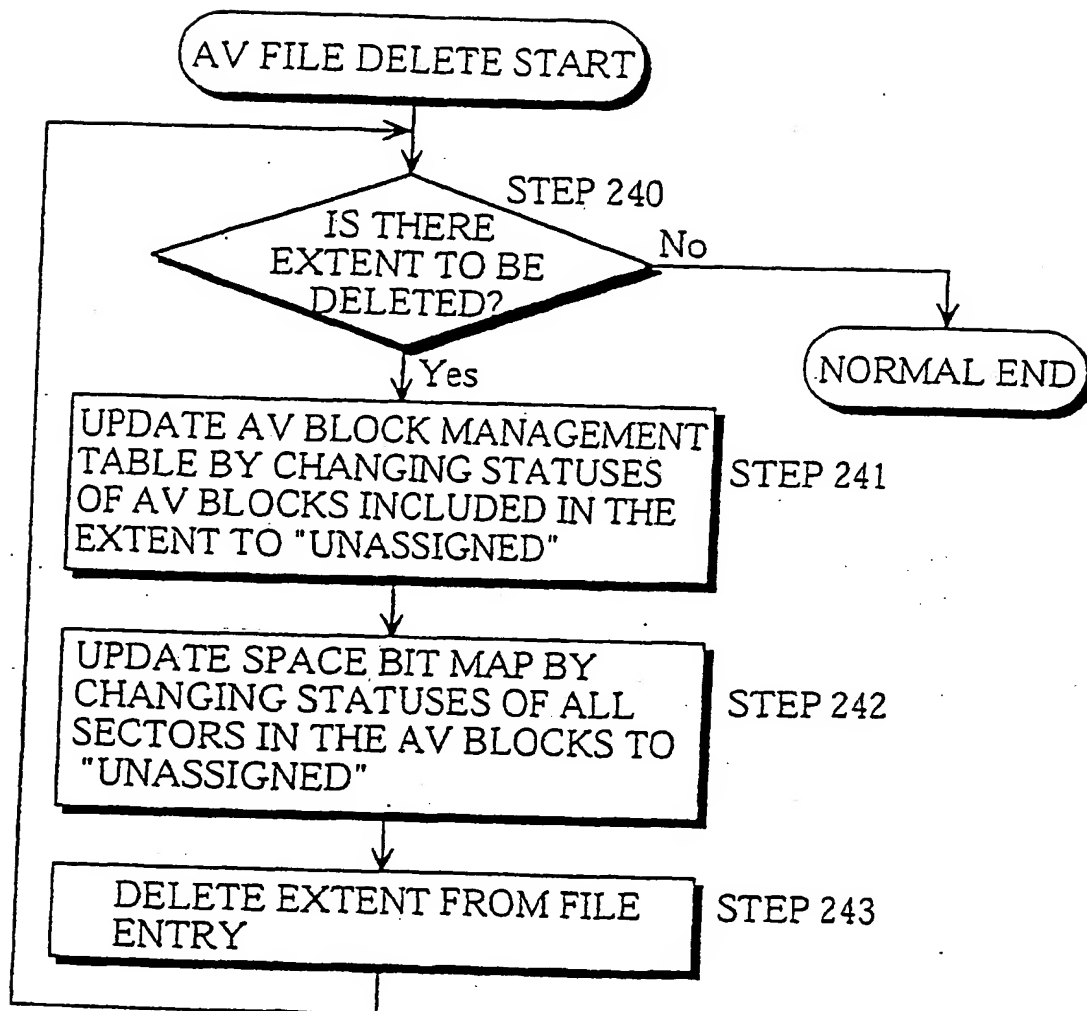 AV FILE DELETE START
STEP 240
IS THERE
EXTENT TO BE
DELETED?
No
NORMAL END
Yes
UPDATE AV BLOCK MANAGEMENT
TABLE BY CHANGING STATUSES
OF AV BLOCKS INCLUDED IN THE
EXTENT TO "UNASSIGNED"
STEP 241
UPDATE SPACE BIT MAP BY
CHANGING STATUSES OF ALL
SECTORS IN THE AV BLOCKS TO
"UNASSIGNED"
STEP 242
DELETE EXTENT FROM FILE
ENTRY
STEP 243